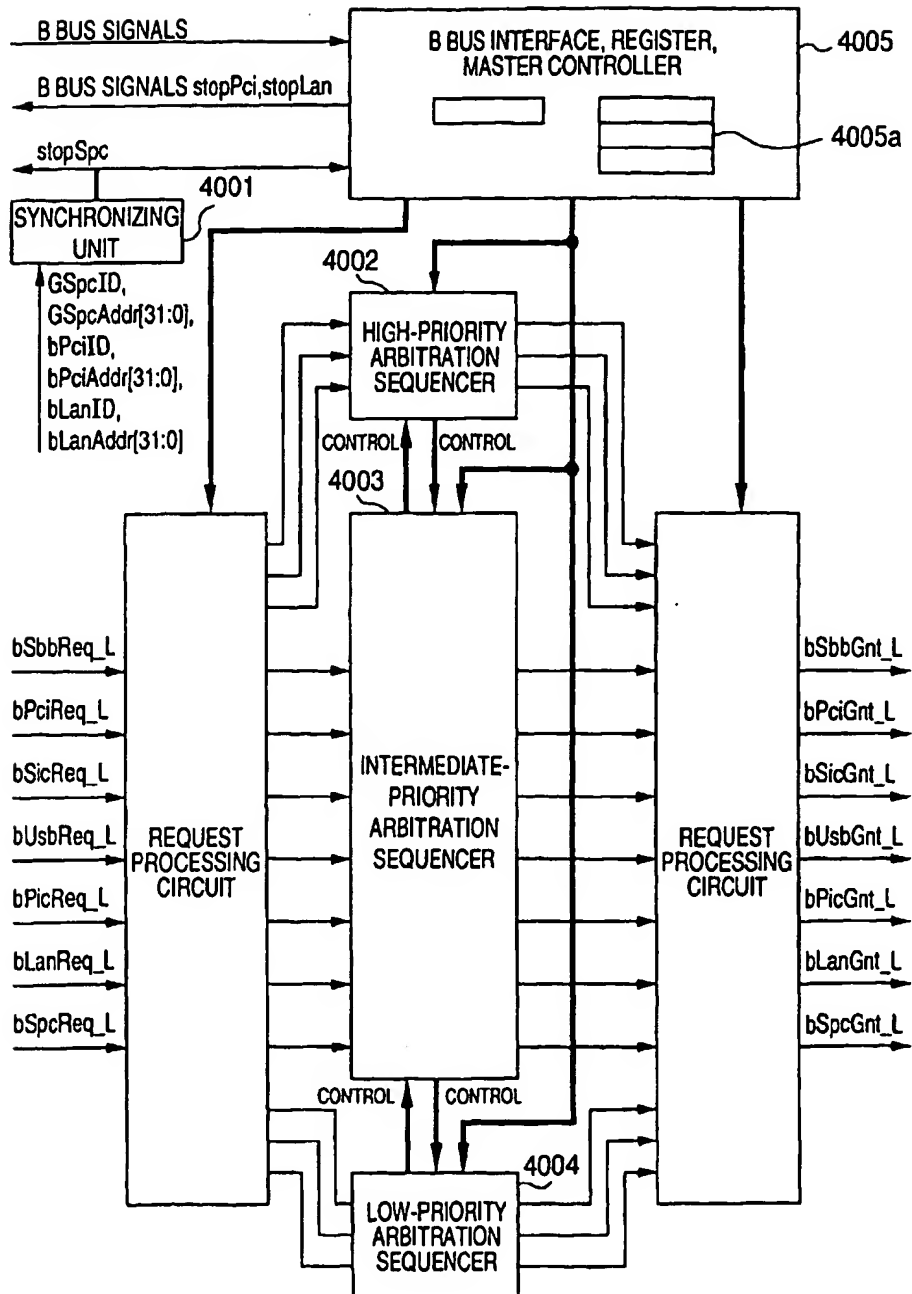 B BUS SIGNALS
B BUS INTERFACE, REGISTER,
MASTER CONTROLLER
4005
B BUS SIGNALS stopPci,stopLan
4005a
stopSpc
4001
SYNCHRONIZING
UNIT
GSpcID,
GSpcAddr[31:0],
bPciID,
bPciAddr[31:0],
bLanID,
bLanAddr[31:0]
4002
HIGH-PRIORITY
ARBITRATION
SEQUENCER
CONTROL
CONTROL
4003
bSbbReq_L
bPciReq_L
bSicReq_L
bUsbReq_L
bPicReq_L
bLanReq_L
bSpcReq_L
REQUEST
PROCESSING
CIRCUIT
INTERMEDIATE-
PRIORITY
ARBITRATION
SEQUENCER
REQUEST
PROCESSING
CIRCUIT
bSbbGnt_L
bPciGnt_L
bSicGnt_L
bUsbGnt_L
bPicGnt_L
bLanGnt_L
bSpcGnt_L
CONTROL
CONTROL
4004
LOW-PRIORITY
ARBITRATION
SEQUENCER